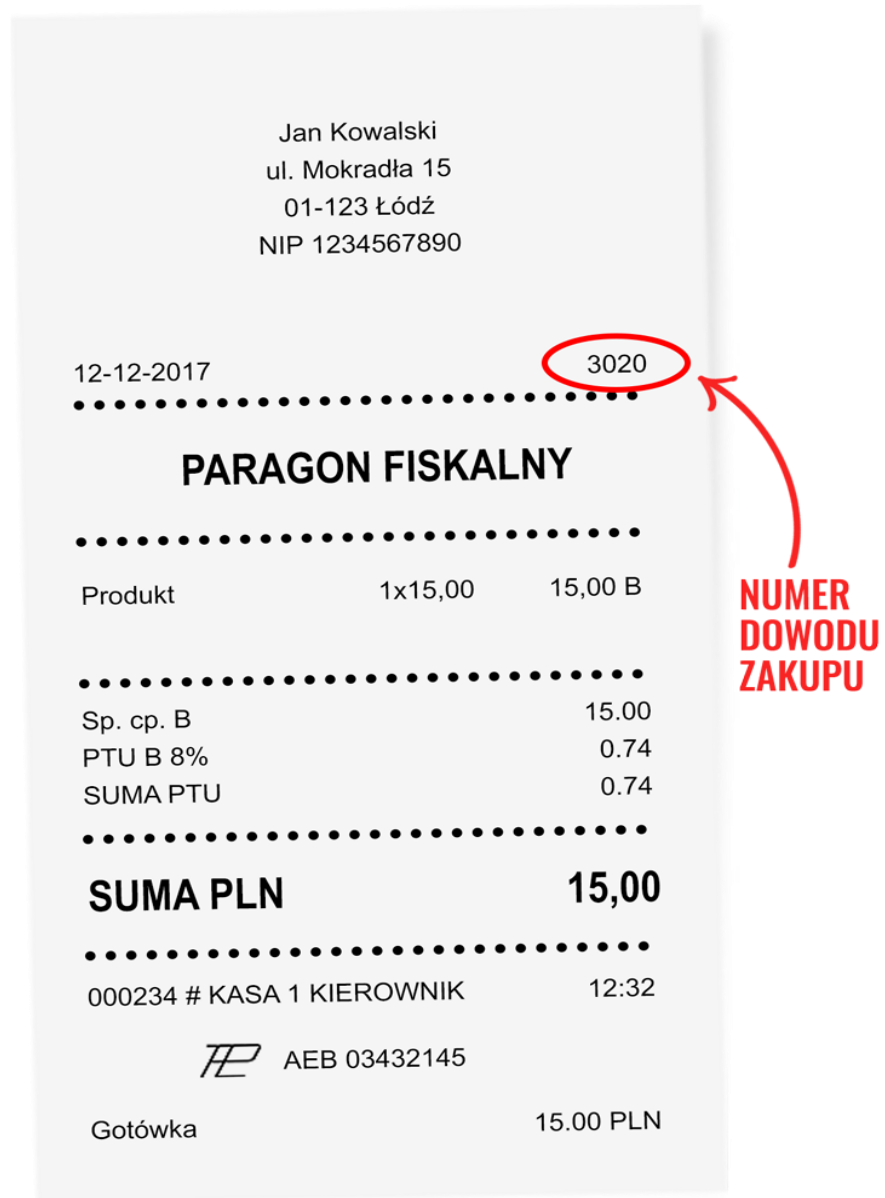 Jan Kowalski
ul. Mokradła 15
01-123 Łódź
NIP 1234567890
12-12-2017 3020
PARAGON FISKALNY
Produkt 1x15,00 15,00 B
NUMER
DOWODU
ZAKUPU
Sp. cp. B 15.00
PTU B 8% 0.74
SUMA PTU 0.74
SUMA PLN 15,00
000234 # KASA 1 KIEROWNIK 12:32
AEB 03432145
Gotówka 15.00 PLN